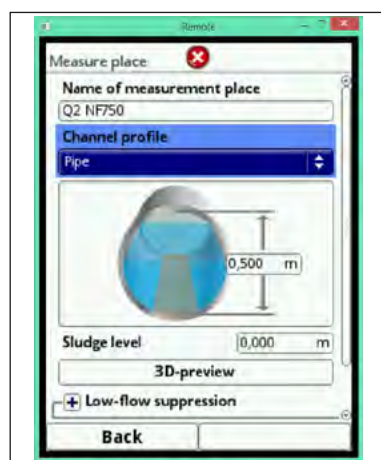 Remote
Measure place
Name of measurement place
Q2 NF750
Channel profile
Pipe
0,500 m
Sludge level 0,000 m
3D-preview
Low-flow suppression
Back